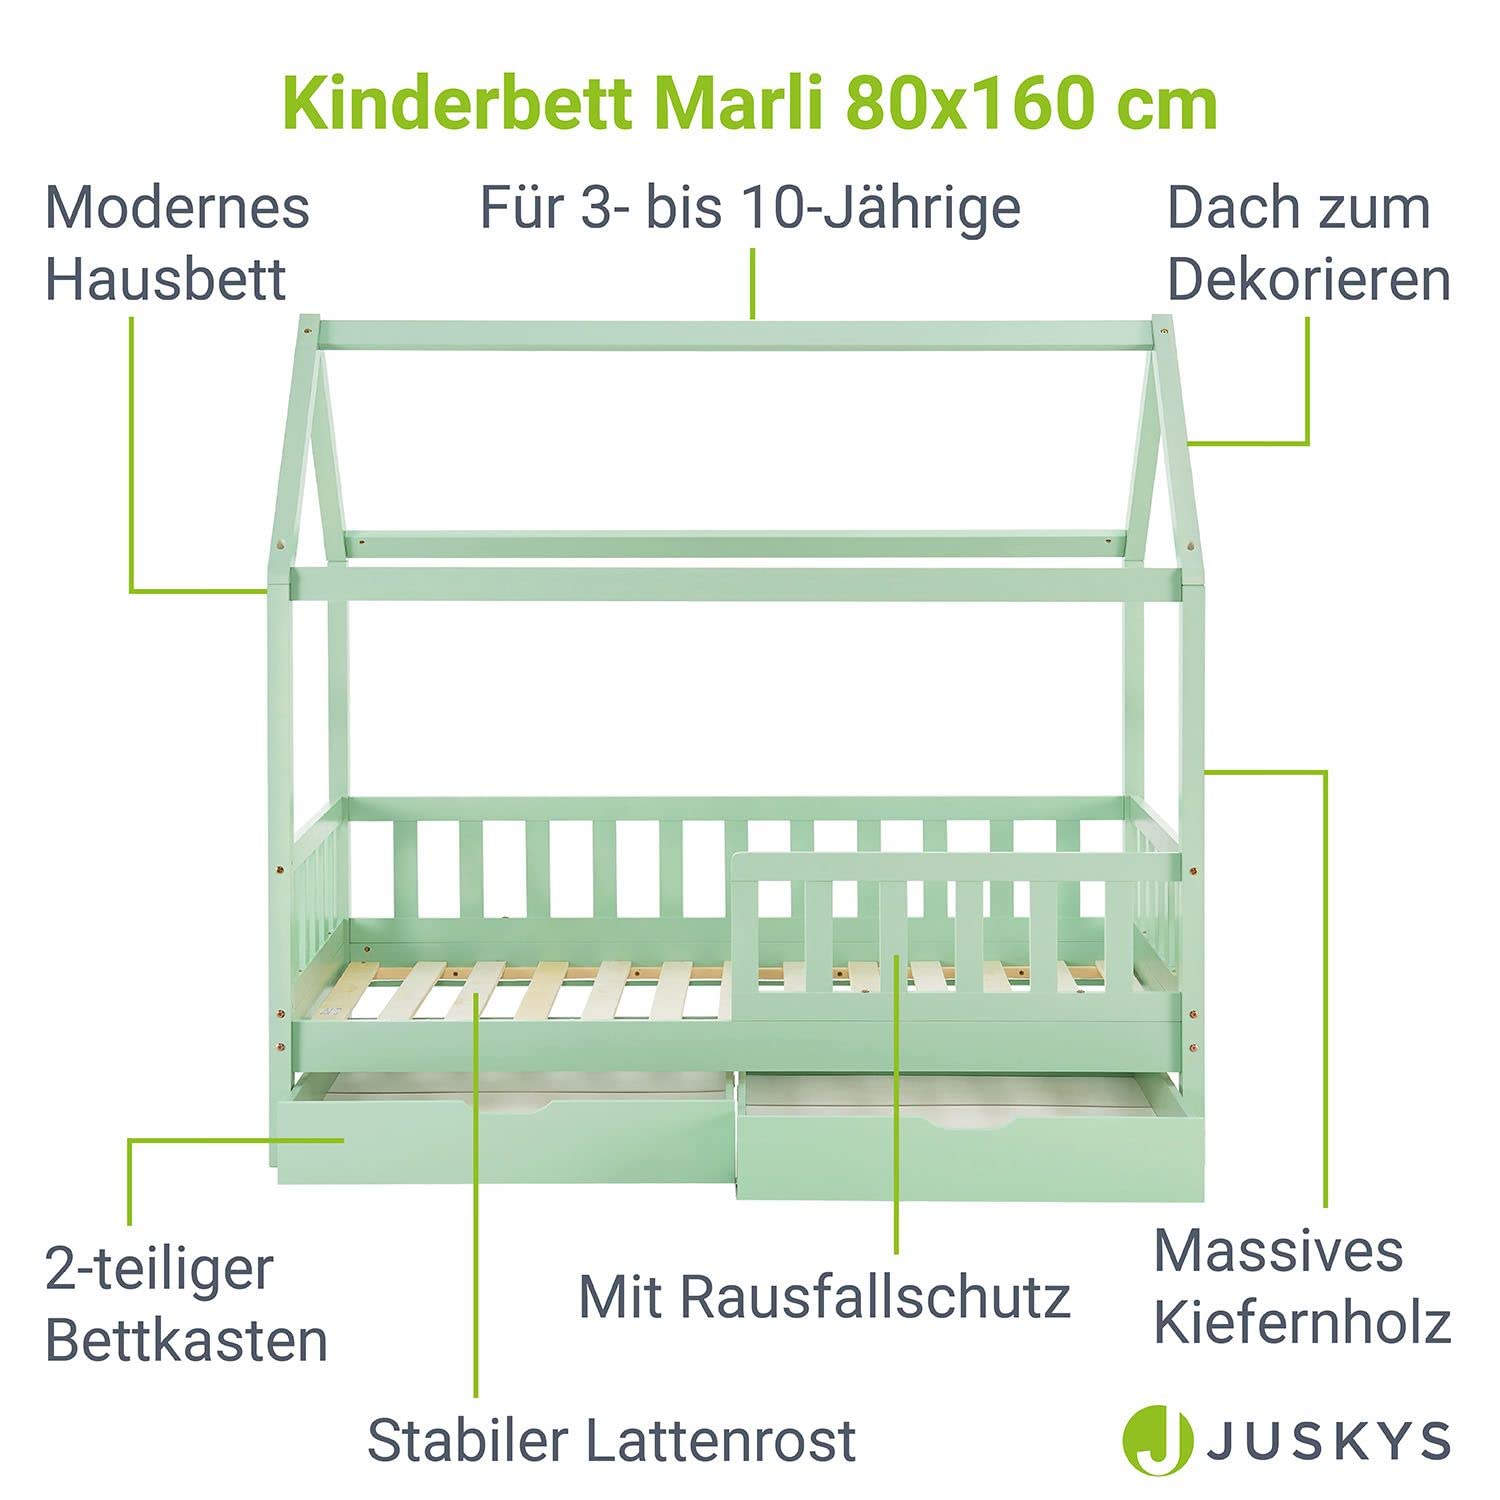 Kinderbett Marli 80x160 cm
Modernes
Hausbett
Für 3- bis 10-Jährige
Dach zum
Dekorieren
2-teiliger
Bettkasten
Mit Rausfallschutz
Massives
Kiefernholz
Stabiler Lattenrost
JUSKYS